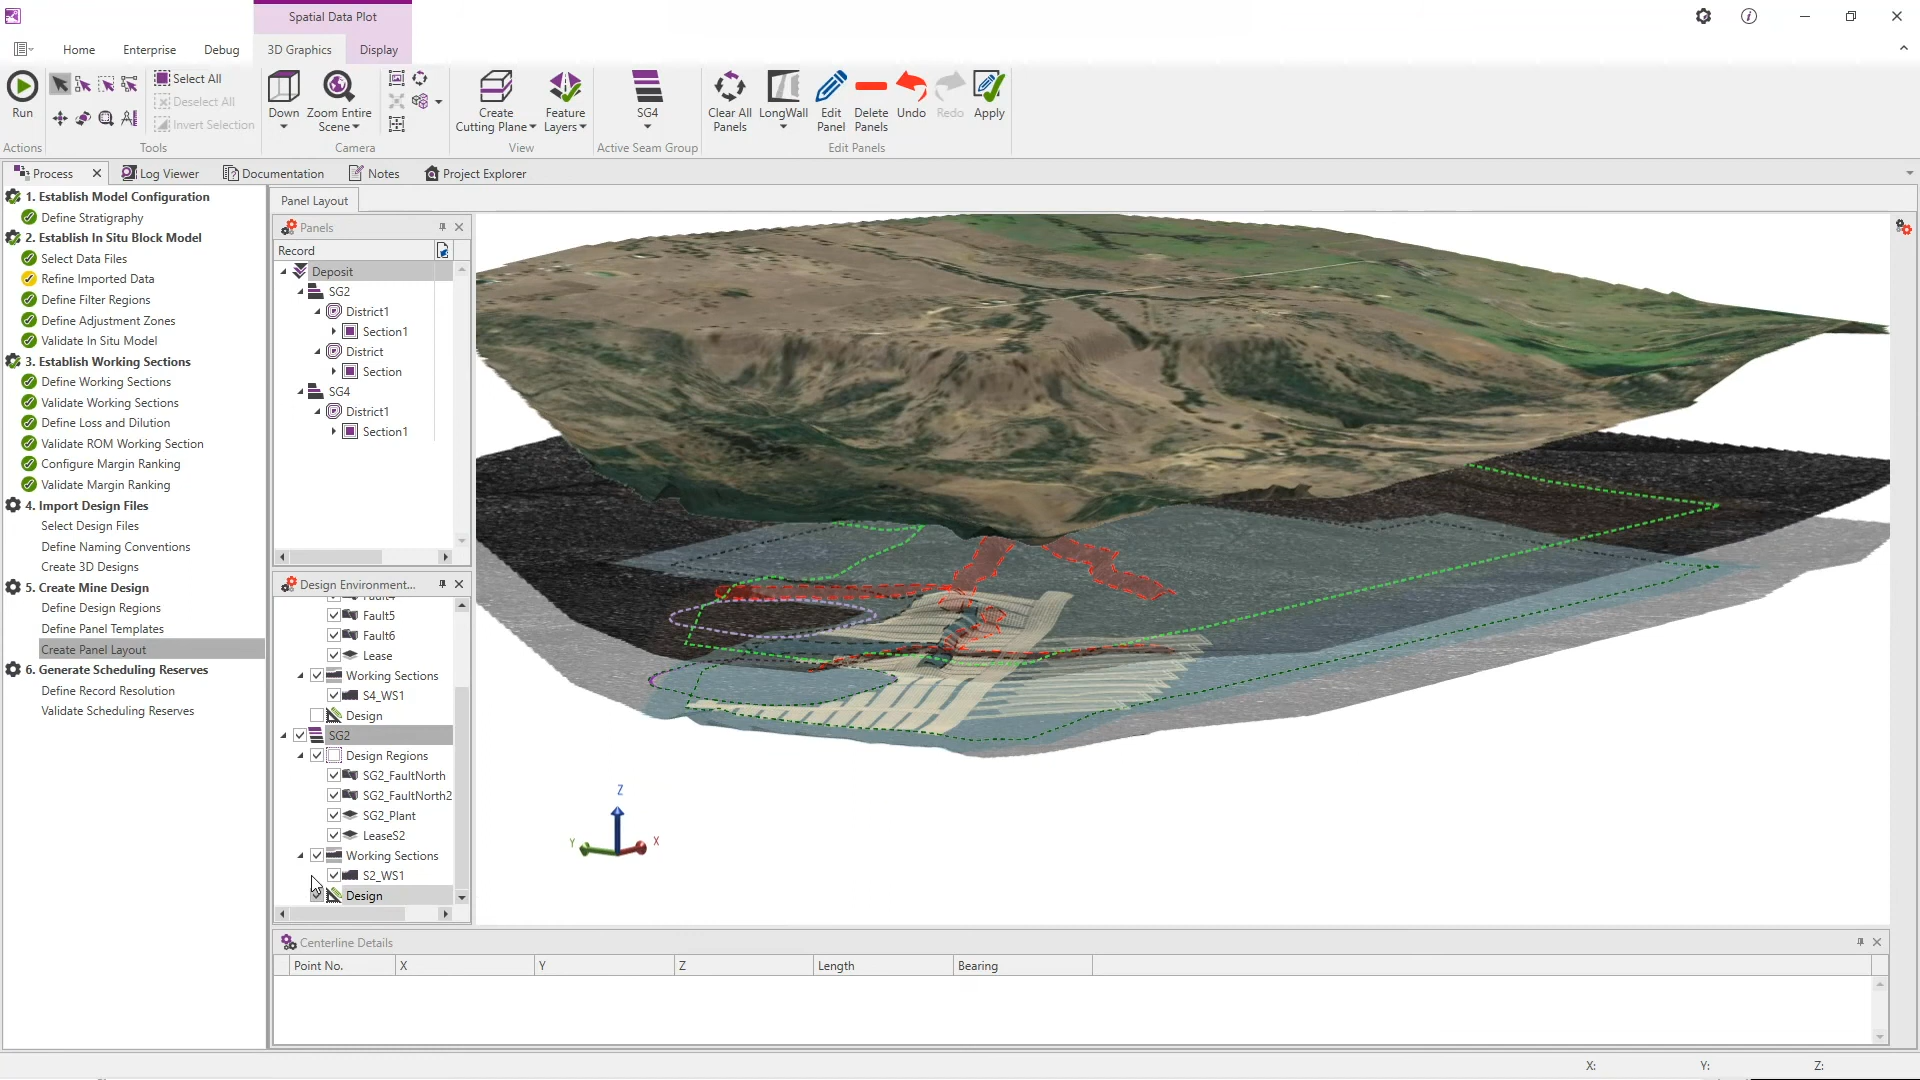 Spatial Data Plot
Home
Enterprise
Debug
3D Graphics
Display
Run
Select All
Deselect All
Invert Selection
Down
Zoom Entire
Scene
Create
Cutting Plane
Feature
Layers
SG4
Clear All
Panels
LongWall
Edit
Panel
Delete
Panels
Undo
Redo
Apply
Actions
Tools
Camera
View
Active Seam Group
Edit Panels
Process
Log Viewer
Documentation
Notes
Project Explorer
1. Establish Model Configuration
Define Stratigraphy
2. Establish In Situ Block Model
Select Data Files
Refine Imported Data
Define Filter Regions
Define Adjustment Zones
Validate In Situ Model
3. Establish Working Sections
Define Working Sections
Validate Working Sections
Define Loss and Dilution
Validate ROM Working Section
Configure Margin Ranking
Validate Margin Ranking
4. Import Design Files
Select Design Files
Define Naming Conventions
Create 3D Designs
5. Create Mine Design
Define Design Regions
Define Panel Templates
Create Panel Layout
6. Generate Scheduling Reserves
Define Record Resolution
Validate Scheduling Reserves
Panel Layout
Panels
Record
Deposit
SG2
District1
Section1
District
Section
SG4
District1
Section1
Design Environment...
Fault4
Fault5
Fault6
Lease
Working Sections
S4_WS1
Design
SG2
Design Regions
SG2_FaultNorth
SG2_FaultNorth2
SG2_Plant
LeaseS2
Working Sections
S2_WS1
Design
Z
Y
X
Centerline Details
Point No.
X
Y
Z
Length
Bearing
X:
Y:
Z: